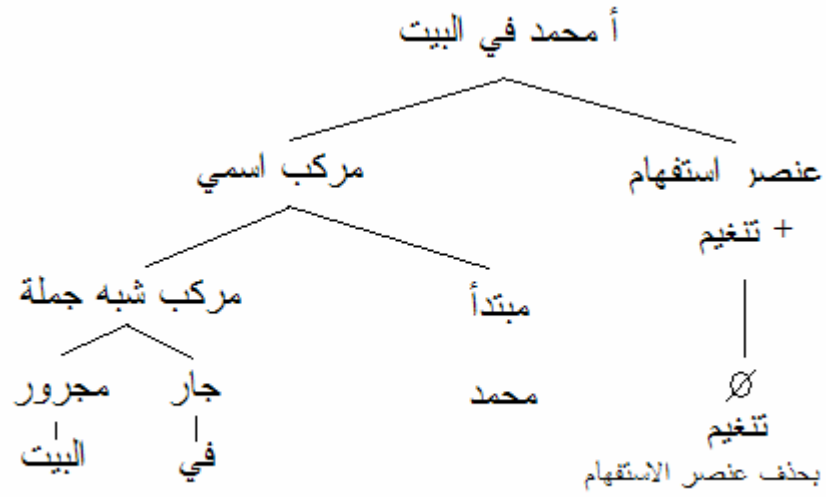 أ محمد في البيت
عنصر استفهام مركب اسمي
+ تنغيم
مبتدأ مركب شبه جملة
∅ محمد جار مجرور
تنغيم في البيت
بحذف عنصر الاستفهام